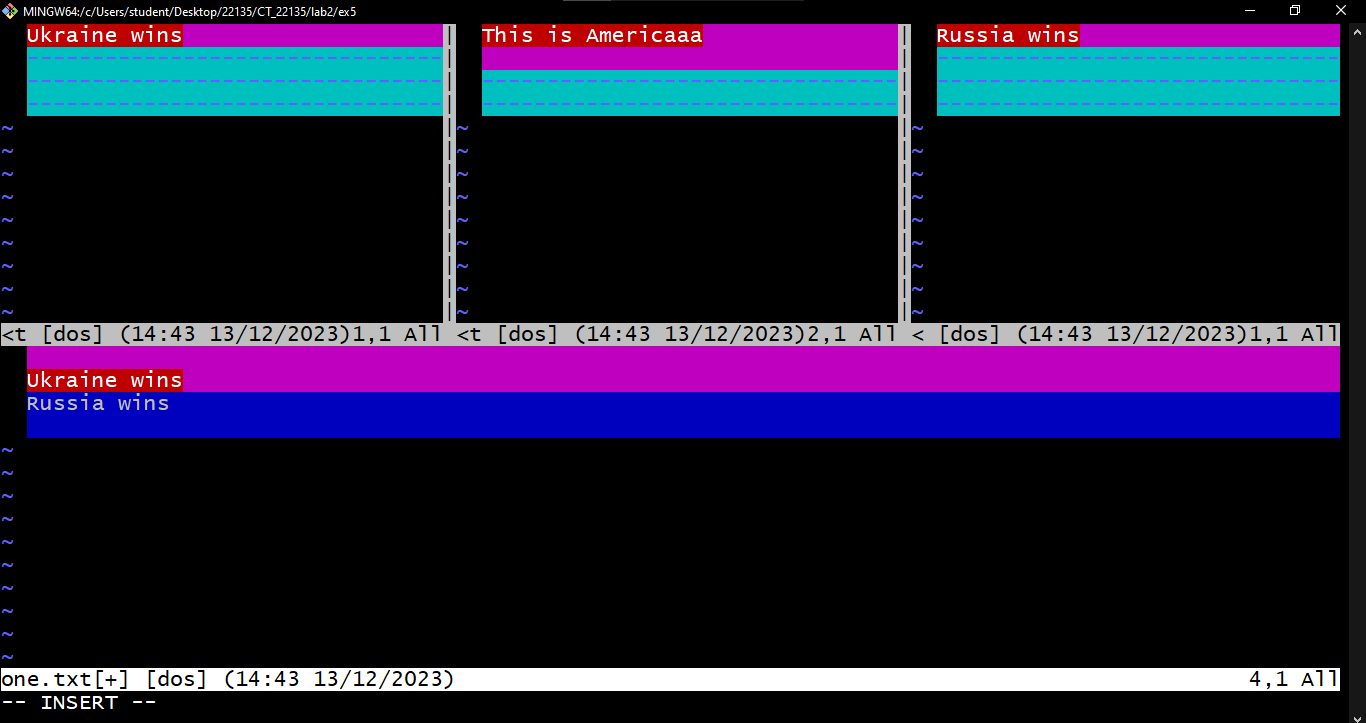 MINGW64:/c/Users/student/Desktop/22135/CT_22135/lab2/ex5
Ukraine wins
This is Americaaa
Russia wins
<t [dos] (14:43 13/12/2023)1,1 All <t [dos] (14:43 13/12/2023)2,1 All < [dos] (14:43 13/12/2023)1,1 All
Ukraine wins
Russia wins
one.txt[+] [dos] (14:43 13/12/2023) 4,1 All
-- INSERT --